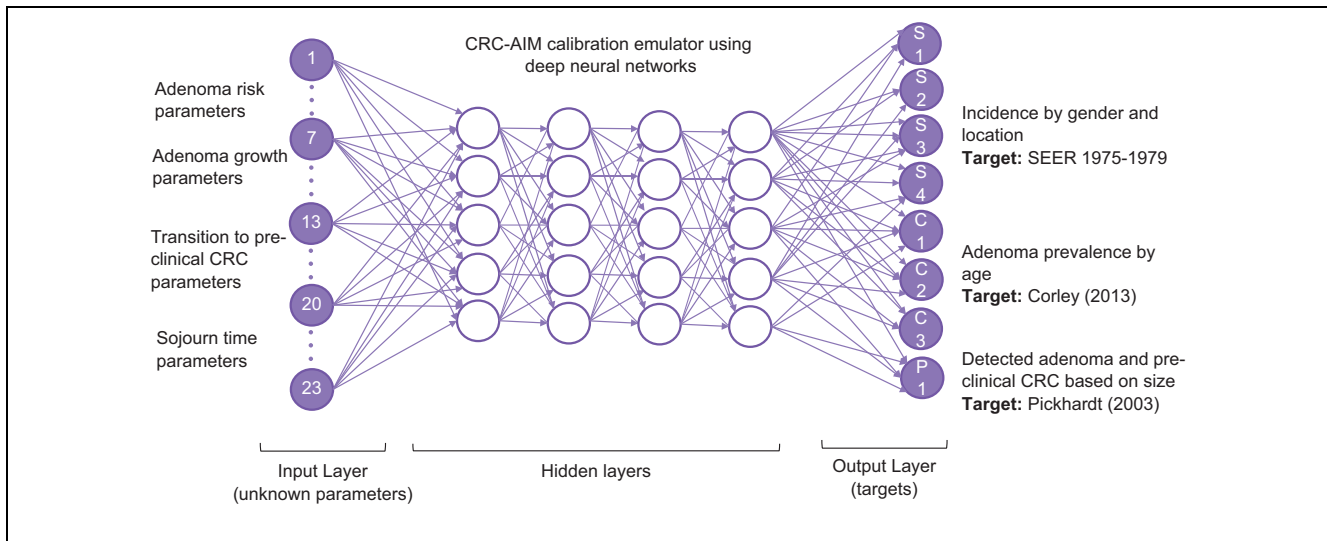 CRC-AIM calibration emulator using
deep neural networks
1
Adenoma risk
parameters
7
Adenoma growth
parameters
13
Transition to pre-
clinical CRC
parameters
20
Sojourn time
parameters
23
S
1
S
2
S
3
S
4
C
1
C
2
C
3
P
1
Incidence by gender and
location
Target: SEER 1975-1979
Adenoma prevalence by
age
Target: Corley (2013)
Detected adenoma and pre-
clinical CRC based on size
Target: Pickhardt (2003)
Input Layer
(unknown parameters)
Hidden layers
Output Layer
(targets)